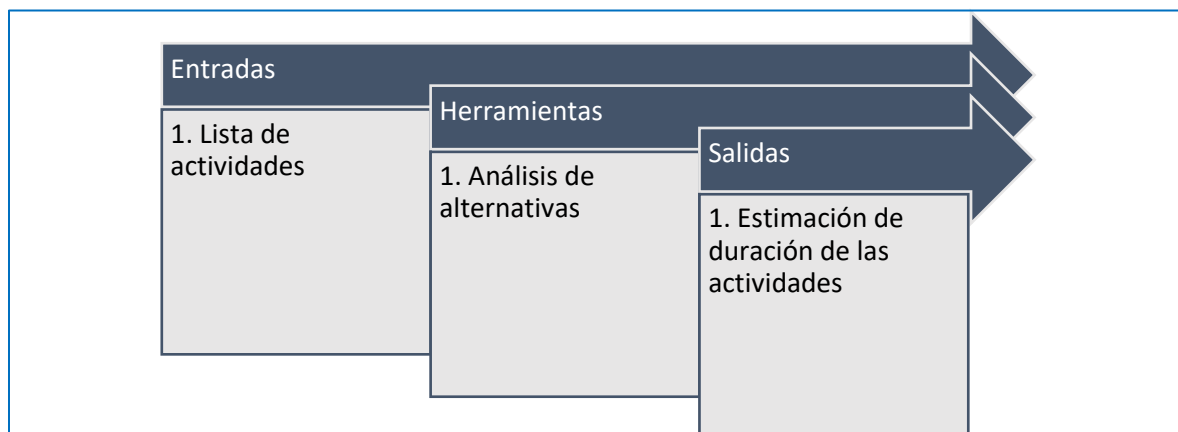 Entradas
1. Lista de
actividades
Herramientas
1. Análisis de
alternativas
Salidas
1. Estimación de
duración de las
actividades